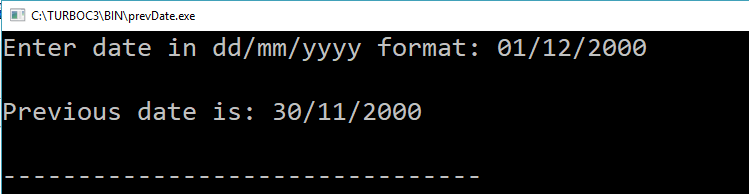 C:\TURBOC3\BIN\prevDate.exe
Enter date in dd/mm/yyyy format: 01/12/2000
Previous date is: 30/11/2000
--------------------------------